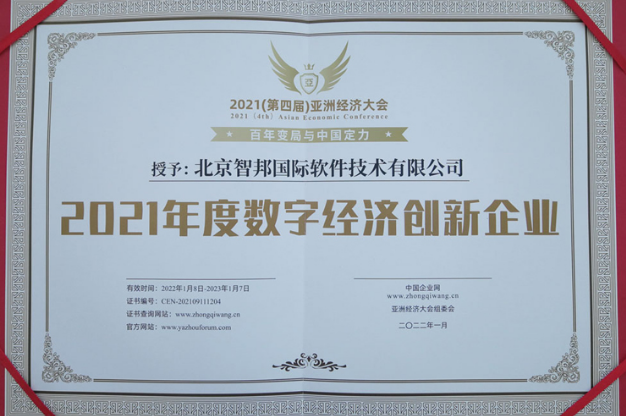 亚
2021(第四届)亚洲经济大会
2021 (4th) Asian Economic Conference
百年变局与中国定力
授予:北京智邦国际软件技术有限公司
2021年度数字经济创新企业
有效时间:2022年1月8日-2023年1月7日
证书编号:CEN-202109111204
证书查询网站:www.zhongqiwang.cn
官方网站:www.yazhouforum.com
中国企业网
www.zhongqiwang.cn
亚洲经济大会组委会
二〇二二年一月